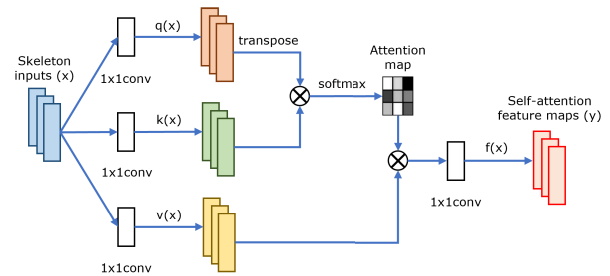 q(x)
transpose
Skeleton
inputs (x)
1x1conv
Attention
map
softmax
k(x)
Self-attention
feature maps (y)
1x1conv
f(x)
v(x)
1x1conv
1x1conv